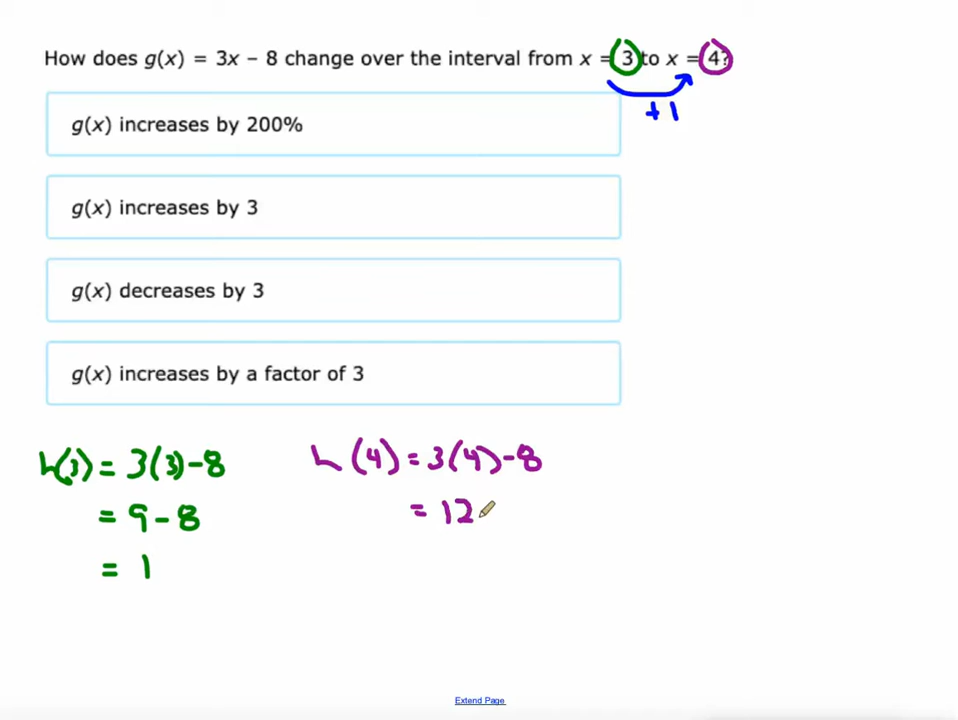 How does g(x) = 3x – 8 change over the interval from x = 3 to x = 4?
+1
g(x) increases by 200%
g(x) increases by 3
g(x) decreases by 3
g(x) increases by a factor of 3
h(3) = 3(3)-8
= 9-8
= 1
h(4) = 3(4)-8
= 12
Extend Page